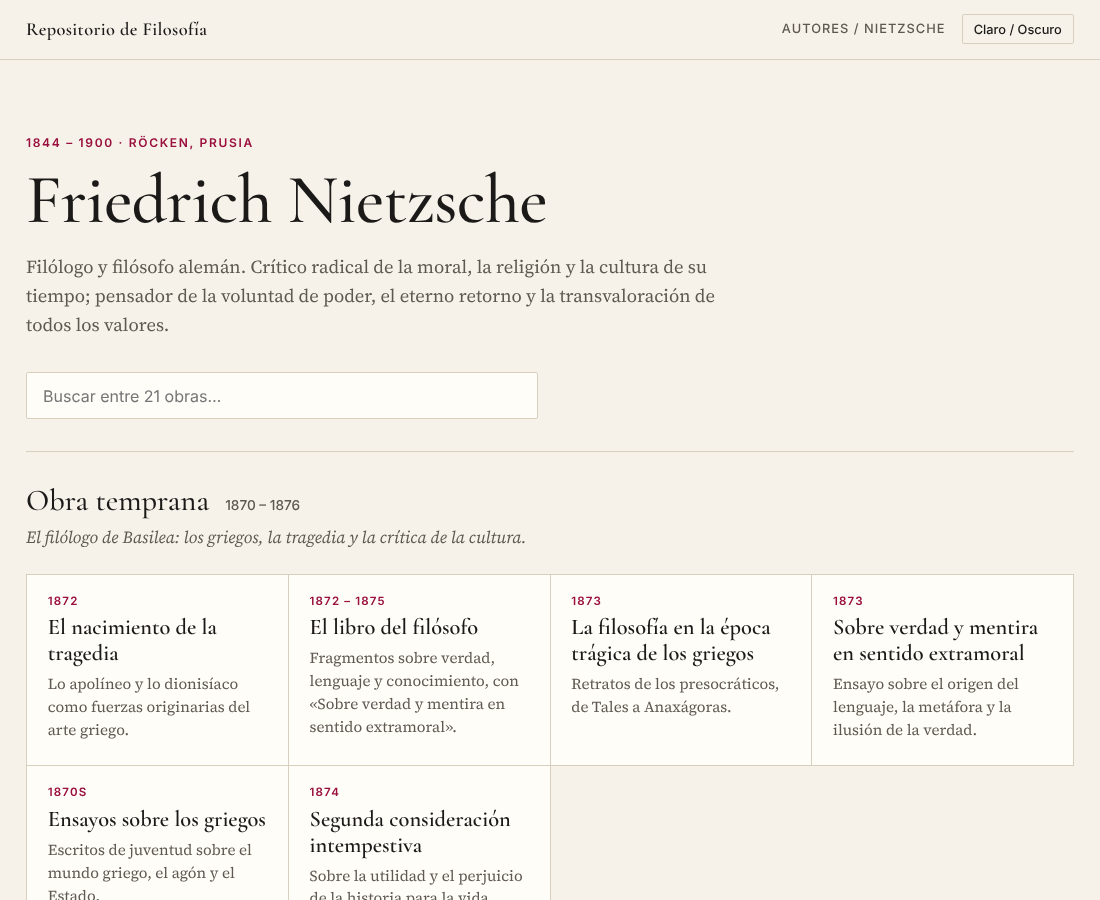 Repositorio de Filosofía
AUTORES / NIETZSCHE
Claro / Oscuro
1844 – 1900 · RÖCKEN, PRUSIA
Friedrich Nietzsche
Filólogo y filósofo alemán. Crítico radical de la moral, la religión y la cultura de su
tiempo; pensador de la voluntad de poder, el eterno retorno y la transvaloración de
todos los valores.
Buscar entre 21 obras...
Obra temprana 1870 – 1876
El filólogo de Basilea: los griegos, la tragedia y la crítica de la cultura.
1872
El nacimiento de la
tragedia
Lo apolíneo y lo dionisíaco
como fuerzas originarias del
arte griego.
1872 – 1875
El libro del filósofo
Fragmentos sobre verdad,
lenguaje y conocimiento, con
«Sobre verdad y mentira en
sentido extramoral».
1873
La filosofía en la época
trágica de los griegos
Retratos de los presocráticos,
de Tales a Anaxágoras.
1873
Sobre verdad y mentira
en sentido extramoral
Ensayo sobre el origen del
lenguaje, la metáfora y la
ilusión de la verdad.
1870S
Ensayos sobre los griegos
Escritos de juventud sobre el
mundo griego, el agón y el
Estado.
1874
Segunda consideración
intempestiva
Sobre la utilidad y el perjuicio
de la historia para la vida.